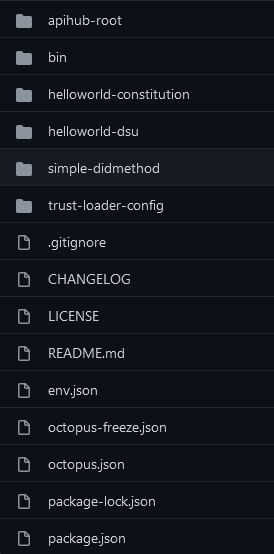 apihub-root
bin
helloworld-constitution
helloworld-dsu
simple-didmethod
trust-loader-config
.gitignore
CHANGELOG
LICENSE
README.md
env.json
octopus-freeze.json
octopus.json
package-lock.json
package.json